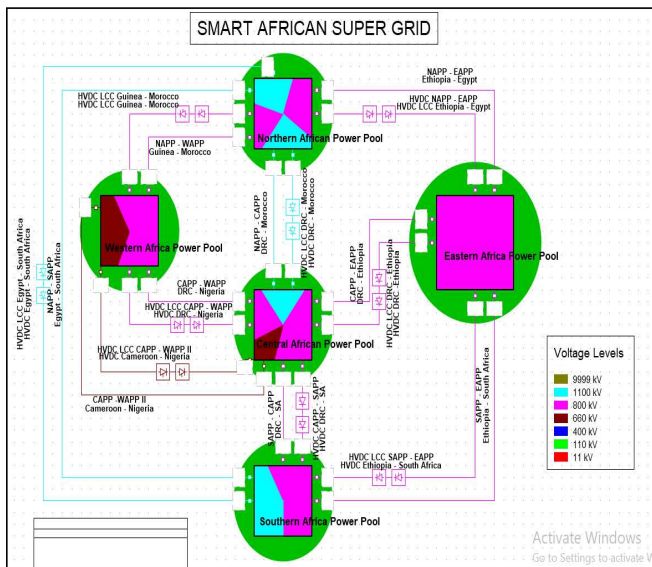 SMART AFRICAN SUPER GRID
NAPP - EAPP
Ethiopia - Egypt
HVDC LCC Guinea - Morocco
HVDC LCC Guinea - Morocco
HVDC NAPP - EAPP
HVDC LCC Ethiopia - Egypt
Northern African Power Pool
NAPP - WAPP
Guinea - Morocco
NAPP - CAPP
DRC - Morocco
HVDC LCC DRC - Morocco
HVDC DRC - Morocco
Western Africa Power Pool
Eastern Africa Power Pool
HVDC LCC Egypt - South Africa
HVDC Egypt - South Africa
NAPP - SAPP
Egypt - South Africa
CAPP - EAPP
DRC - Ethiopia
HVDC LCC DRC - Ethiopia
HVDC DRC - Ethiopia
CAPP - WAPP
DRC - Nigeria
HVDC LCC CAPP - WAPP
HVDC DRC - Nigeria
Central African Power Pool
HVDC LCC CAPP - WAPP II
HVDC Cameroon - Nigeria
CAPP -WAPP II
Cameroon - Nigeria
SAPP - CAPP
DRC - SA
HVDC CAPP - SAPP
HVDC DRC - SA
SAPP - EAPP
Ethiopia - South Africa
Voltage Levels
9999 kV
1100 kV
800 kV
660 kV
400 kV
110 kV
11 kV
HVDC LCC SAPP - EAPP
HVDC Ethiopia - South Africa
Southern Africa Power Pool
Activate Windows
Go to Settings to activate W